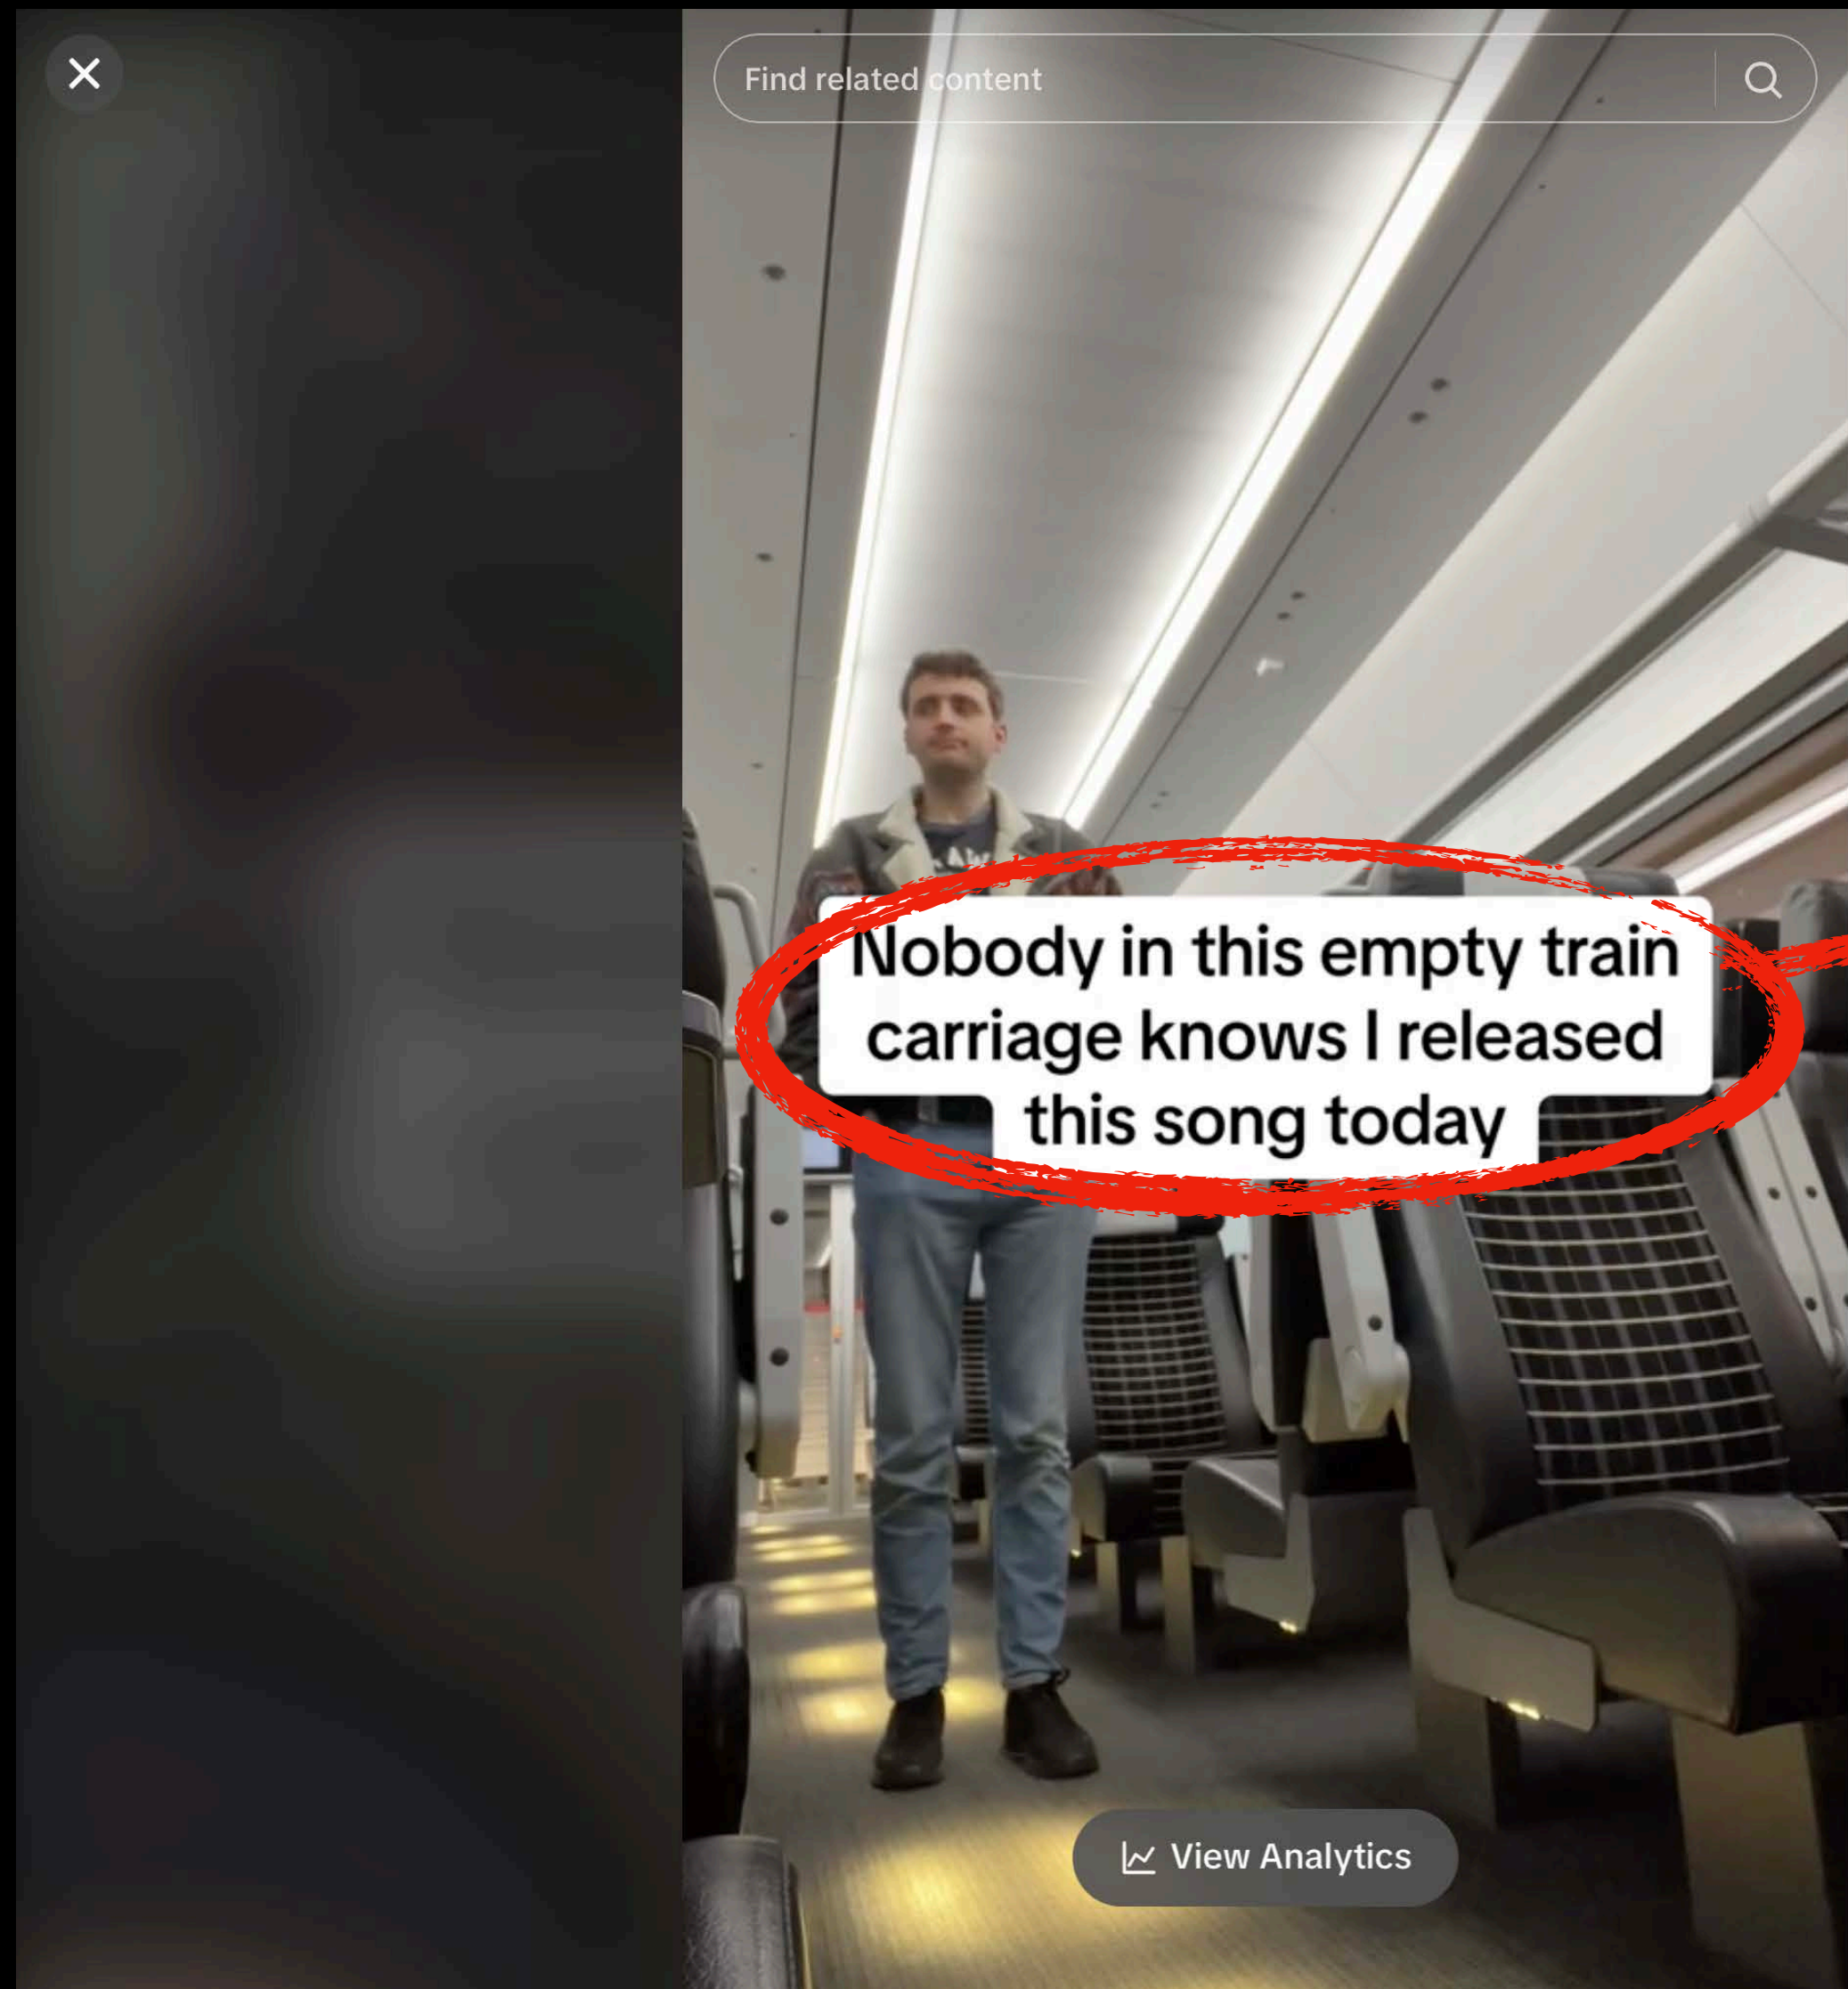 Find related content
Nobody in this empty train
carriage knows I released
this song today
View Analytics